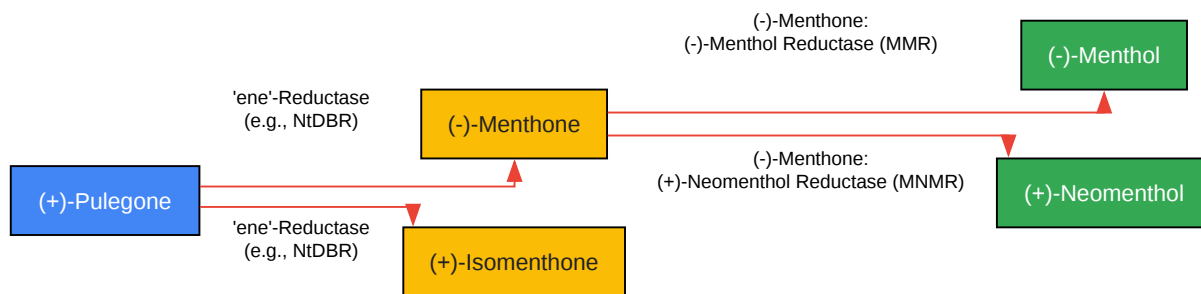 (-)-Menthone:
(-)-Menthol Reductase (MMR)
(-)-Menthol
'ene'-Reductase
(e.g., NtDBR)
(-)-Menthone
(-)-Menthone:
(+)-Neomenthol Reductase (MNMR)
(+)-Neomenthol
(+)-Pulegone
'ene'-Reductase
(e.g., NtDBR)
(+)-Isomenthone